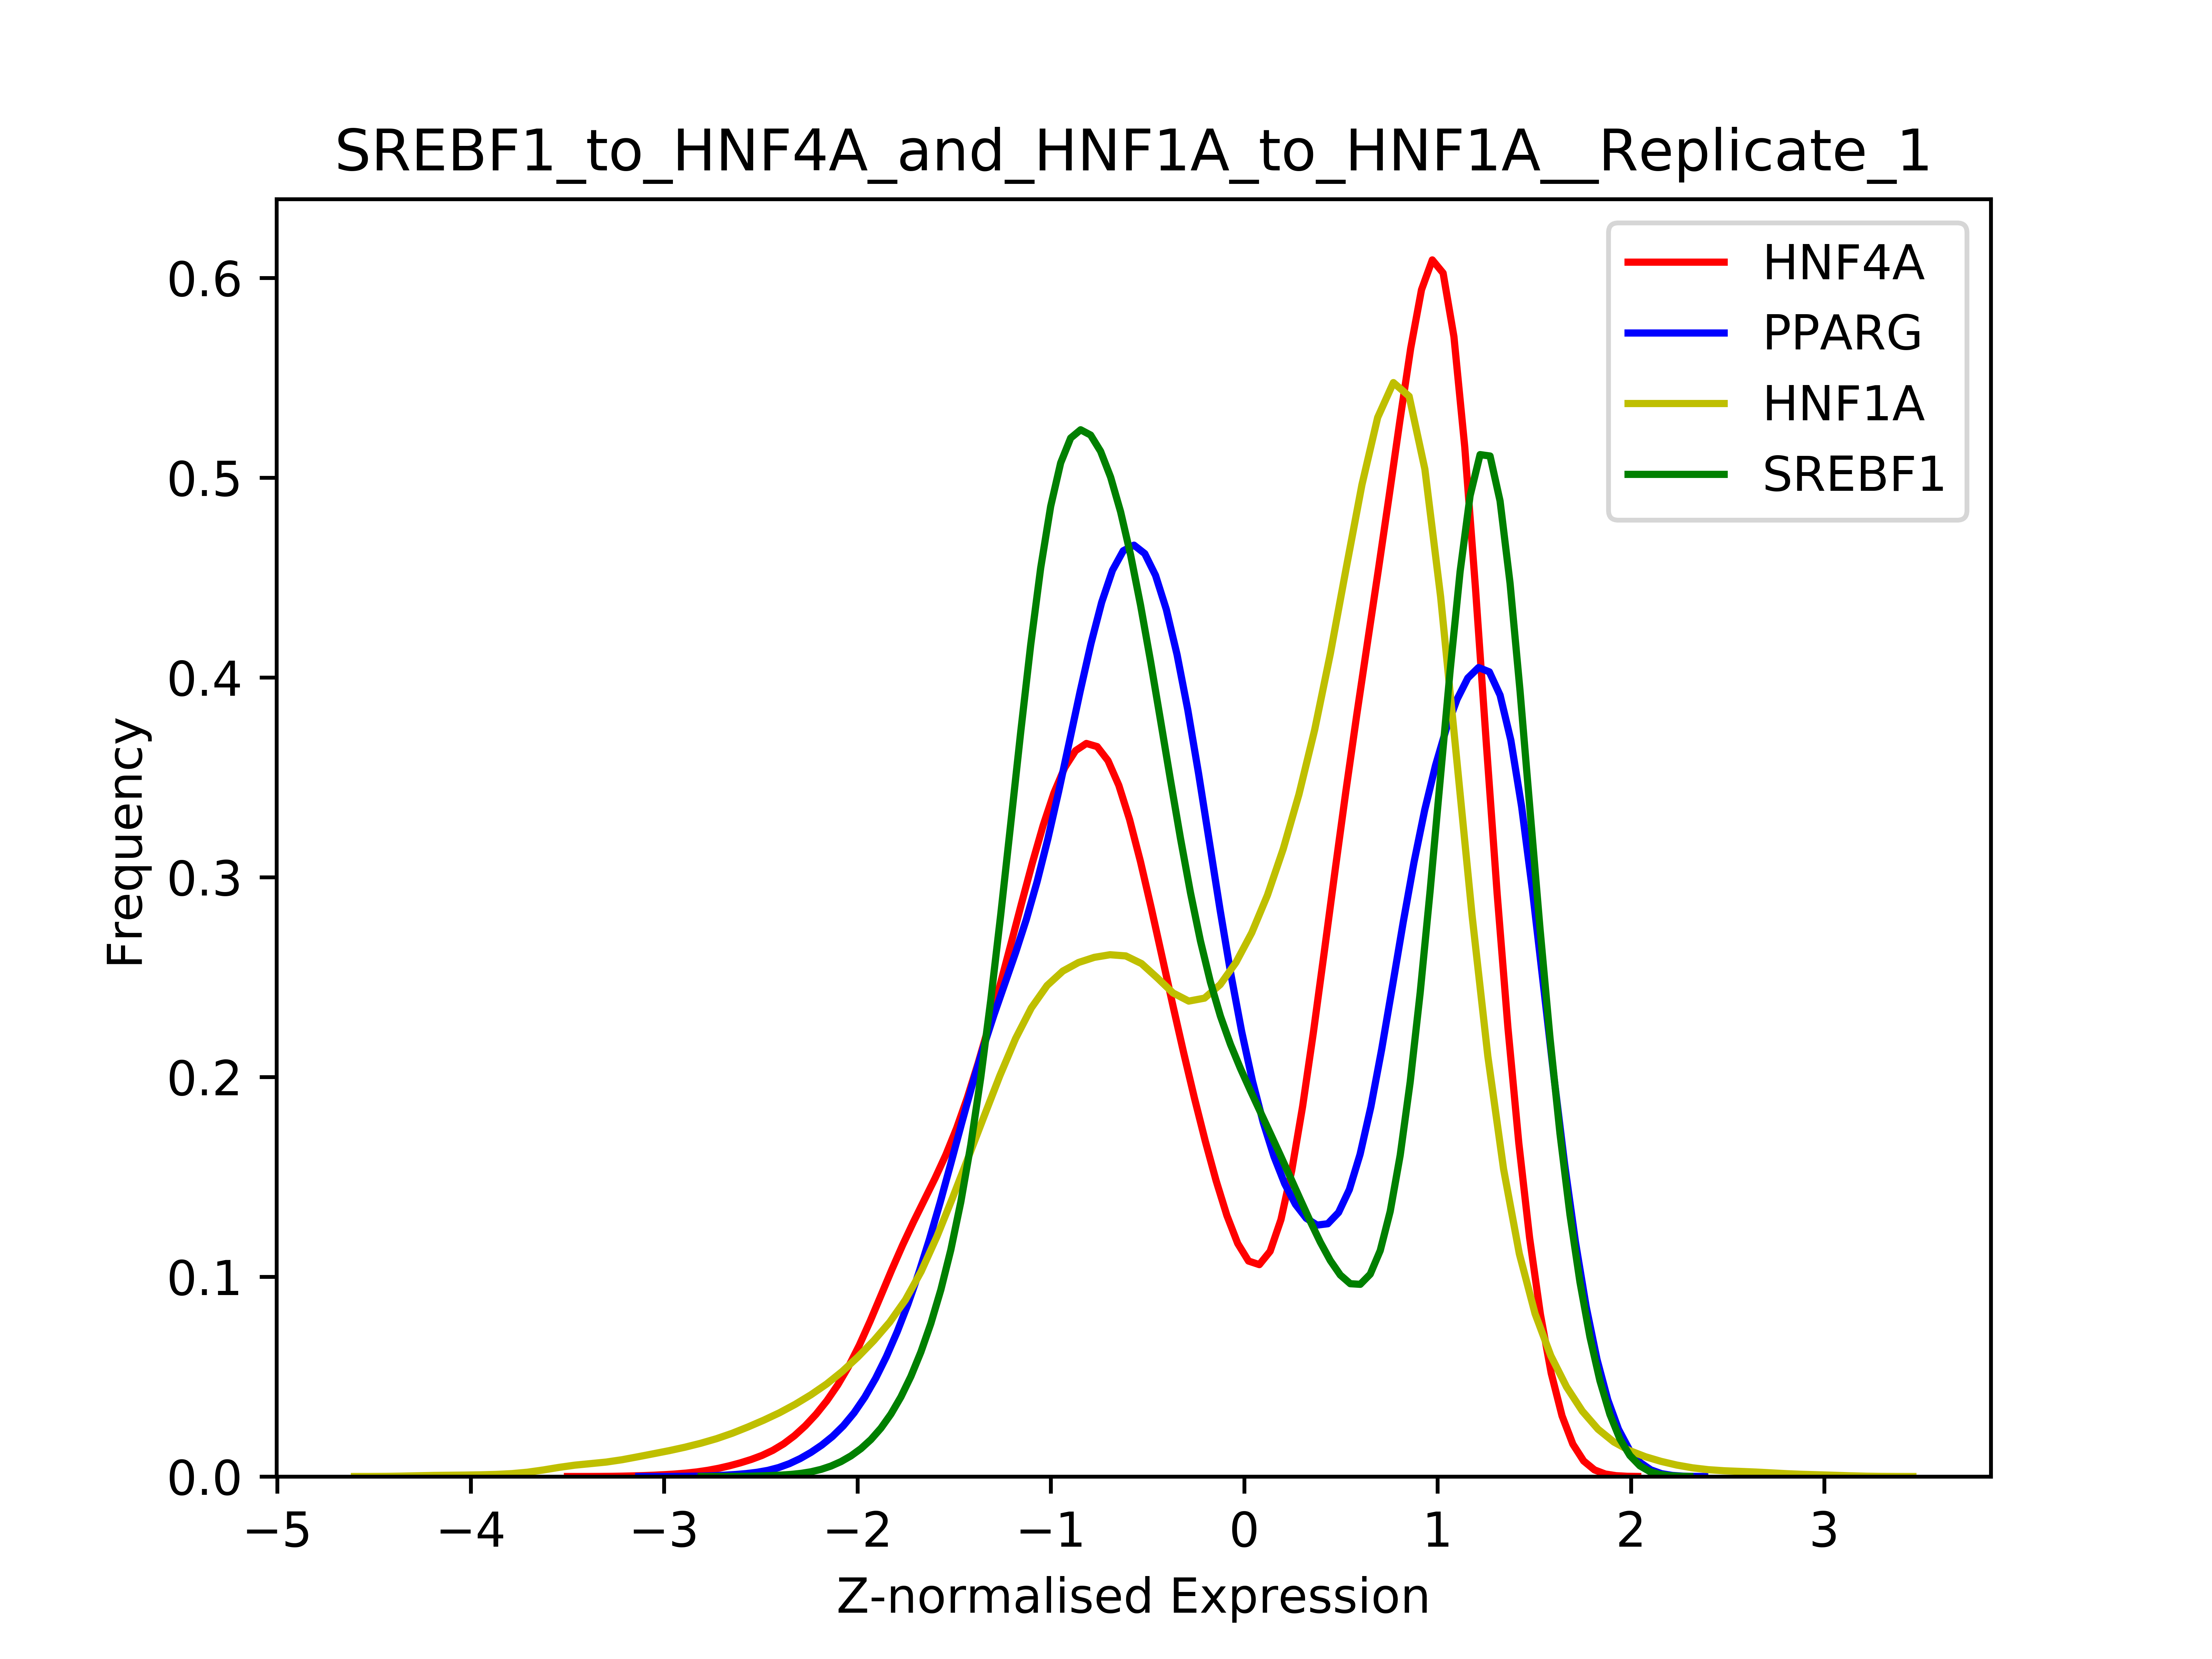 SREBF1_to_HNF4A_and_HNF1A_to_HNF1A__Replicate_1
HNF4A
PPARG
HNF1A
SREBF1
Frequency
0.6
0.5
0.4
0.3
0.2
0.1
0.0
−5 −4 −3 −2 −1 0 1 2 3
Z-normalised Expression